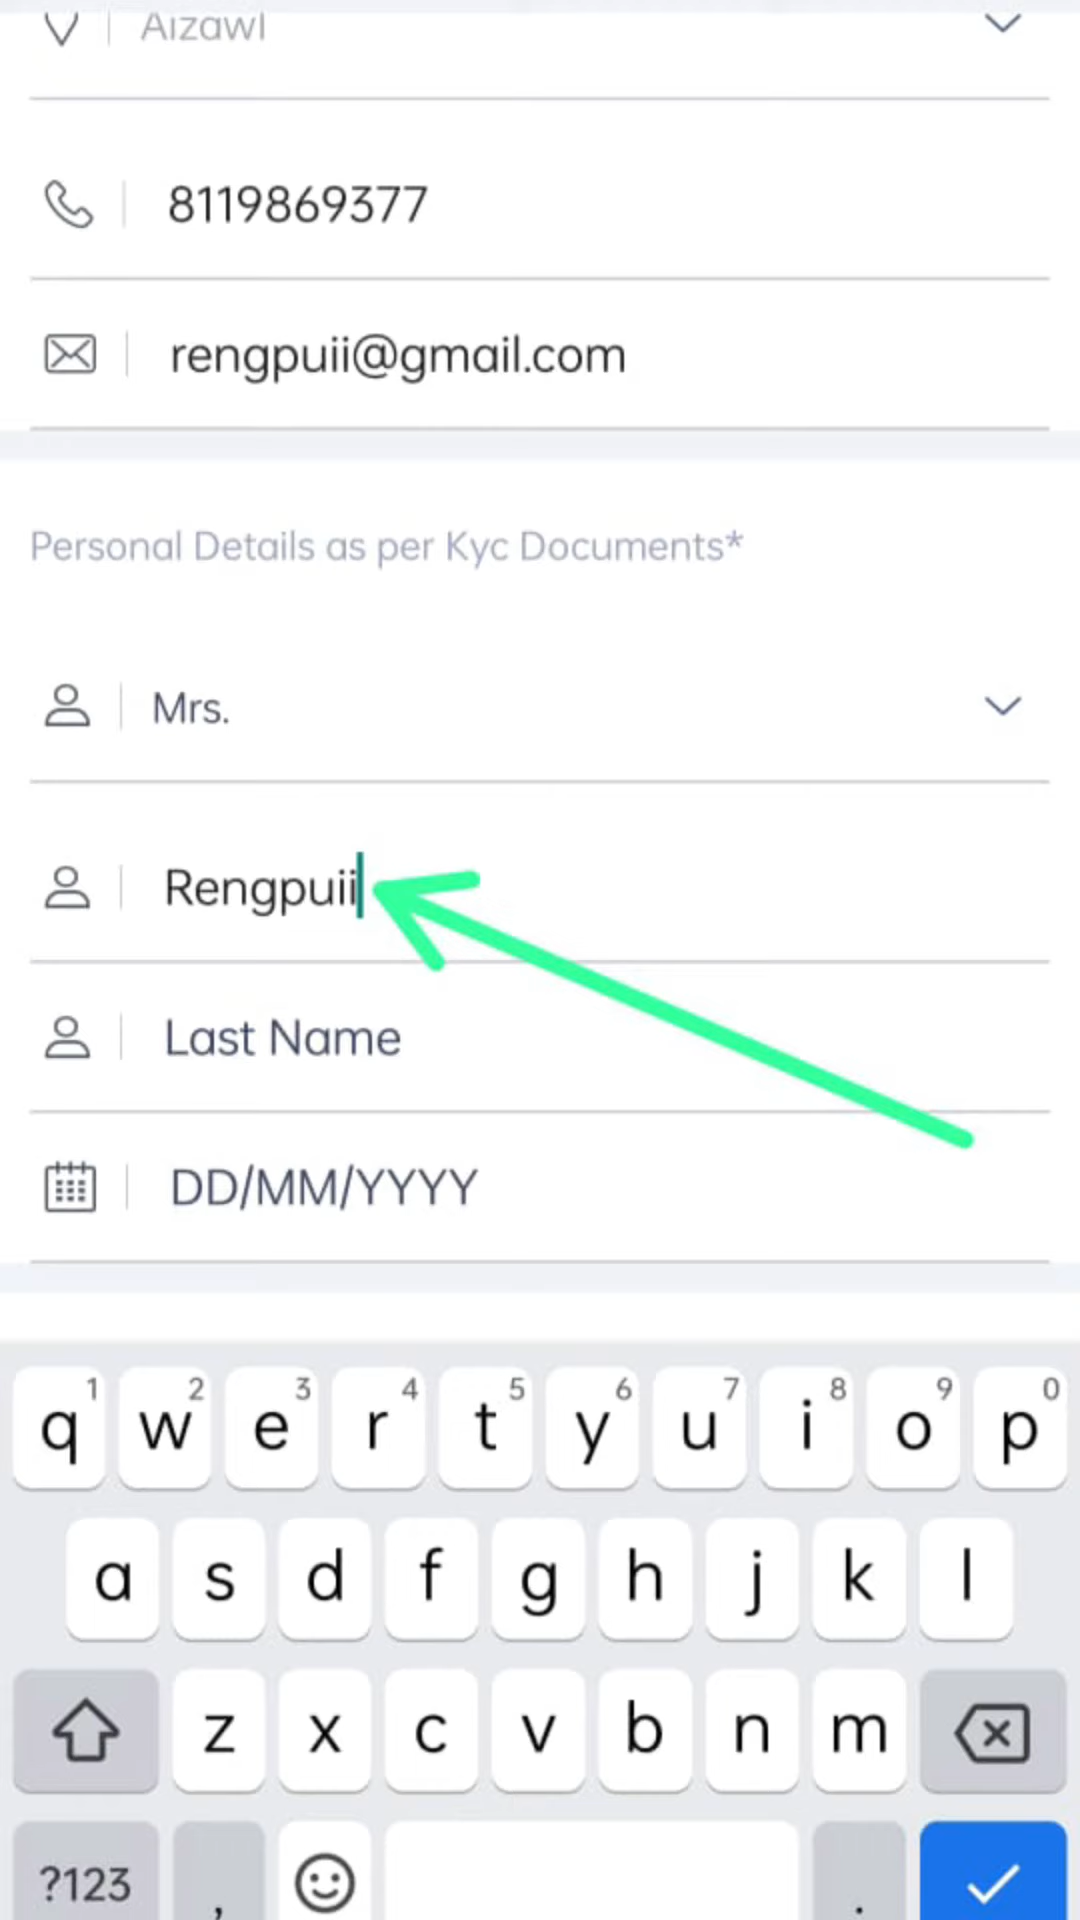 Aizawl
8119869377
rengpuii@gmail.com
Personal Details as per Kyc Documents*
Mrs.
Rengpuii
Last Name
DD/MM/YYYY
1 2 3 4 5 6 7 8 9 0
q w e r t y u i o p
a s d f g h j k l
z x c v b n m
?123 , .